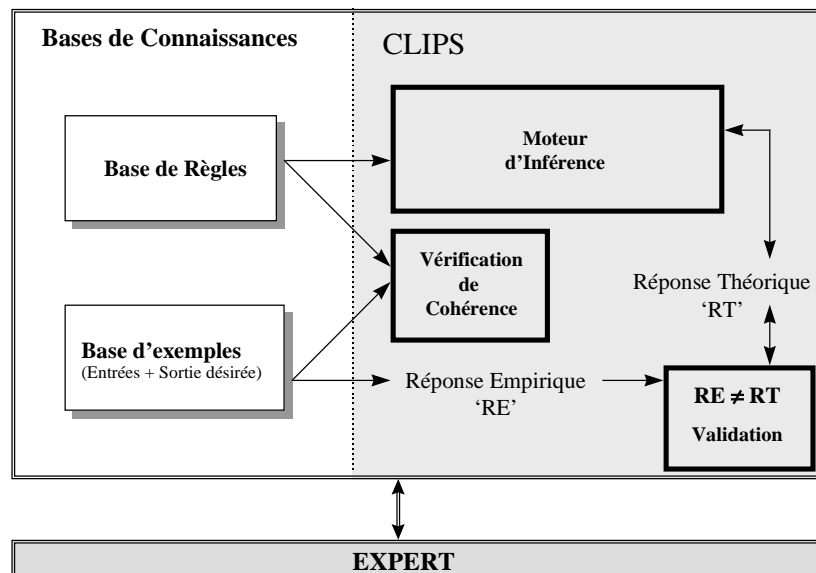 Bases de Connaissances
CLIPS
Base de Règles
Moteur
d’Inférence
Vérification
de
Cohérence
Réponse Théorique
‘RT’
Base d’exemples
(Entrées + Sortie désirée)
Réponse Empirique
‘RE’
RE ≠ RT
Validation
EXPERT